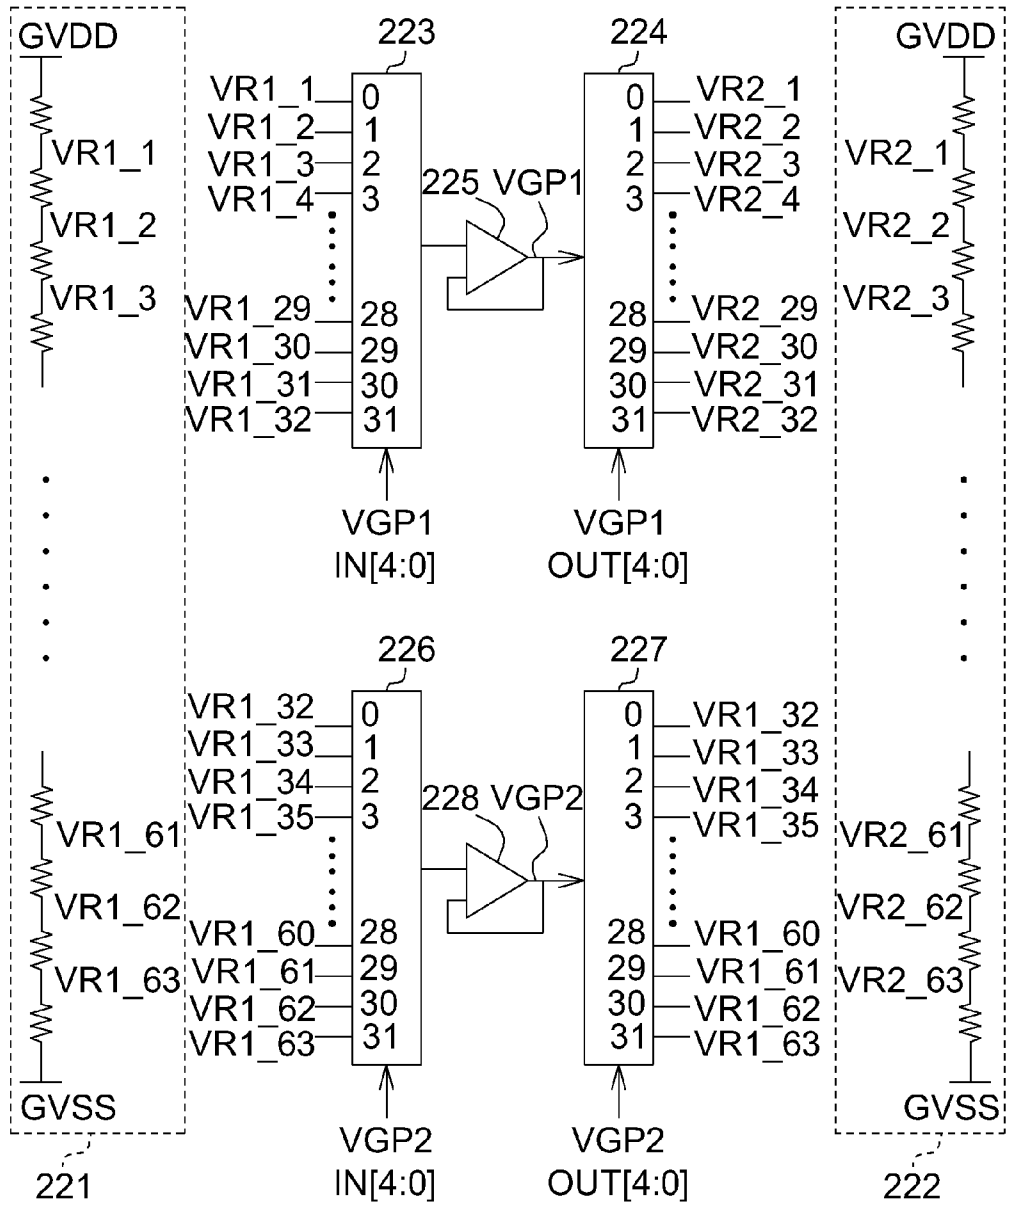 GVDD
VR1_1
VR1_2
VR1_3
VR1_61
VR1_62
VR1_63
GVSS
221
223
VR1_1 0
VR1_2 1
VR1_3 2
VR1_4 3
VR1_29 28
VR1_30 29
VR1_31 30
VR1_32 31
VGP1
IN[4:0]
225 VGP1
224
0 VR2_1
1 VR2_2
2 VR2_3
3 VR2_4
28 VR2_29
29 VR2_30
30 VR2_31
31 VR2_32
VGP1
OUT[4:0]
226
VR1_32 0
VR1_33 1
VR1_34 2
VR1_35 3
VR1_60 28
VR1_61 29
VR1_62 30
VR1_63 31
VGP2
IN[4:0]
228 VGP2
227
0 VR1_32
1 VR1_33
2 VR1_34
3 VR1_35
28 VR1_60
29 VR1_61
30 VR1_62
31 VR1_63
VGP2
OUT[4:0]
GVDD
VR2_1
VR2_2
VR2_3
VR2_61
VR2_62
VR2_63
GVSS
222